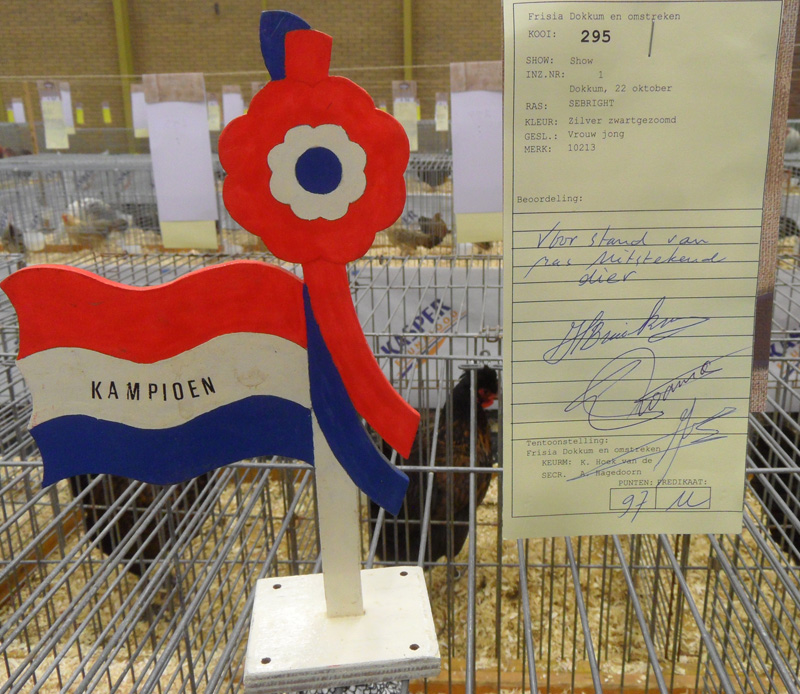 KAMPIOEN
KASPER
Frisia Dokkum en omstreken
KOOI: 295
SHOW: Show
INZ.NR: 1
Dokkum, 22 oktober
RAS: SEBRIGHT
KLEUR: Zilver zwartgezoomd
GESL.: Vrouw jong
MERK: 10213
Beoordeling:
Voor stand van
ras Uitstekend
dier
Tentoonstelling:
Frisia Dokkum en omstreken
KEURM: K. Hoek van de
SECR. A. Hagedoorn
PUNTEN: PREDIKAAT:
97 U